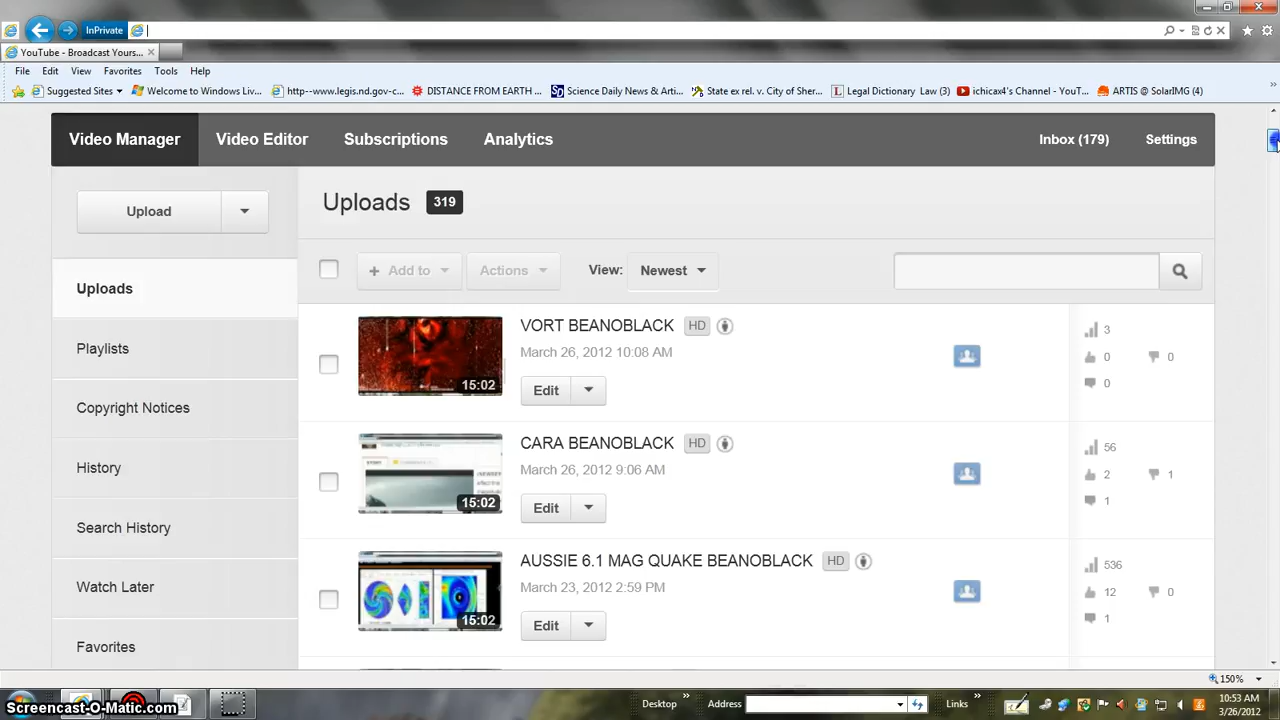 InPrivate
YouTube - Broadcast Yours...
File Edit View Favorites Tools Help
Suggested Sites Welcome to Windows Liv... http--www.legis.nd.gov-c... DISTANCE FROM EARTH ... Science Daily News & Arti... State ex rel. v. City of Sher... Legal Dictionary Law (3) ichicax4's Channel - YouT... ARTIS @ SolarIMG (4)
Video Manager Video Editor Subscriptions Analytics Inbox (179) Settings
Upload
Uploads 319
Add to Actions View: Newest
Uploads
Playlists
Copyright Notices
History
Search History
Watch Later
Favorites
VORT BEANOBLACK HD 3
March 26, 2012 10:08 AM 0 0
15:02 Edit 0
CARA BEANOBLACK HD 56
March 26, 2012 9:06 AM 2 1
15:02 Edit 1
AUSSIE 6.1 MAG QUAKE BEANOBLACK HD 536
March 23, 2012 2:59 PM 12 0
15:02 Edit 1
150%
Screencast-O-Matic.com Desktop Address Links 10:53 AM
3/26/2012